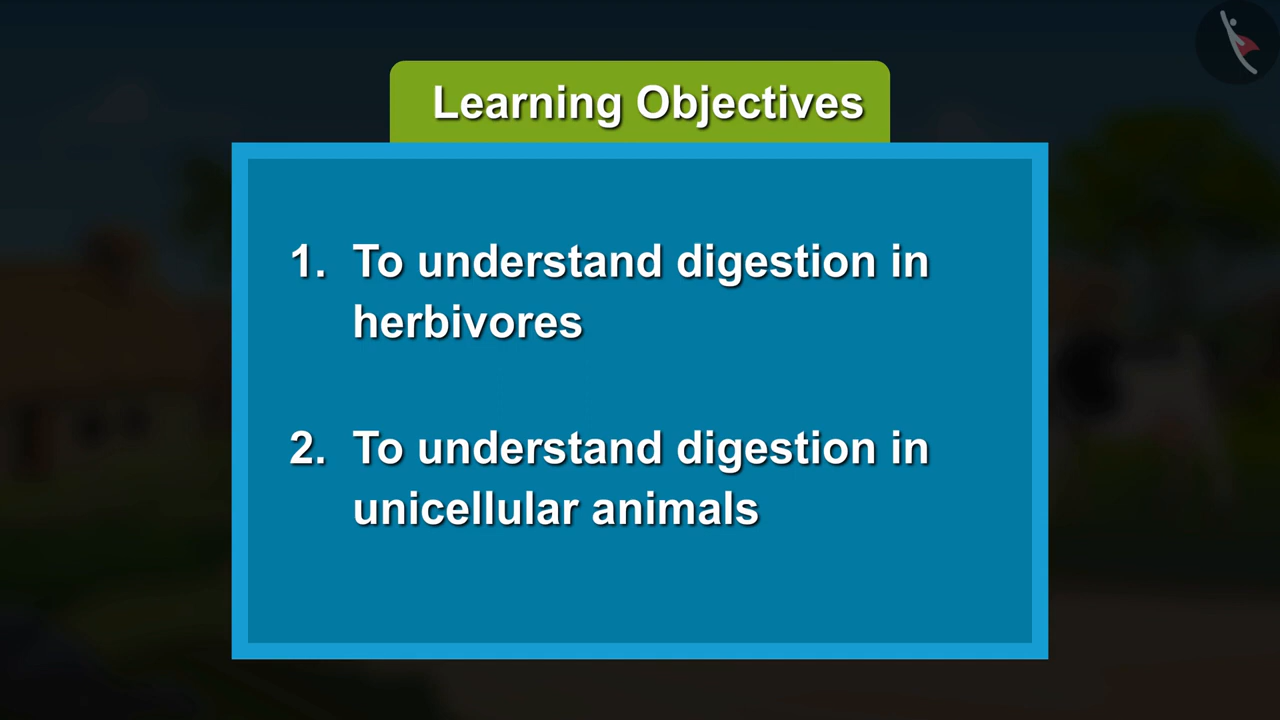 Learning Objectives
1. To understand digestion in
herbivores
2. To understand digestion in
unicellular animals